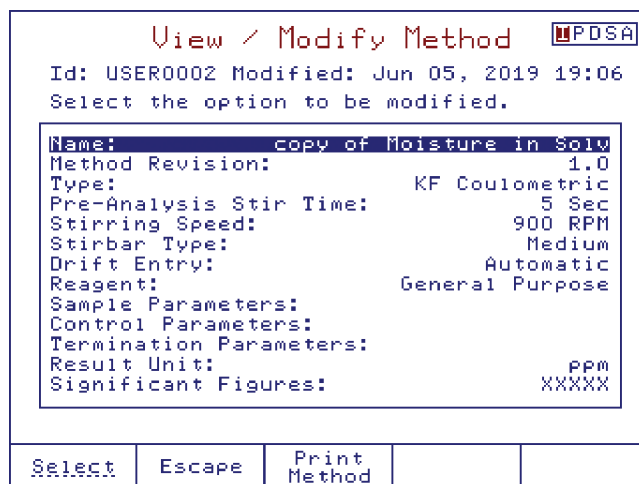 View / Modify Method
UPDSA
Id: USER0002 Modified: Jun 05, 2019 19:06
Select the option to be modified.
Name: copy of Moisture in Solv
Method Revision: 1.0
Type: KF Coulometric
Pre-Analysis Stir Time: 5 Sec
Stirring Speed: 900 RPM
Stirbar Type: Medium
Drift Entry: Automatic
Reagent: General Purpose
Sample Parameters:
Control Parameters:
Termination Parameters:
Result Unit: ppm
Significant Figures: XXXXX
Select Escape Print
Method